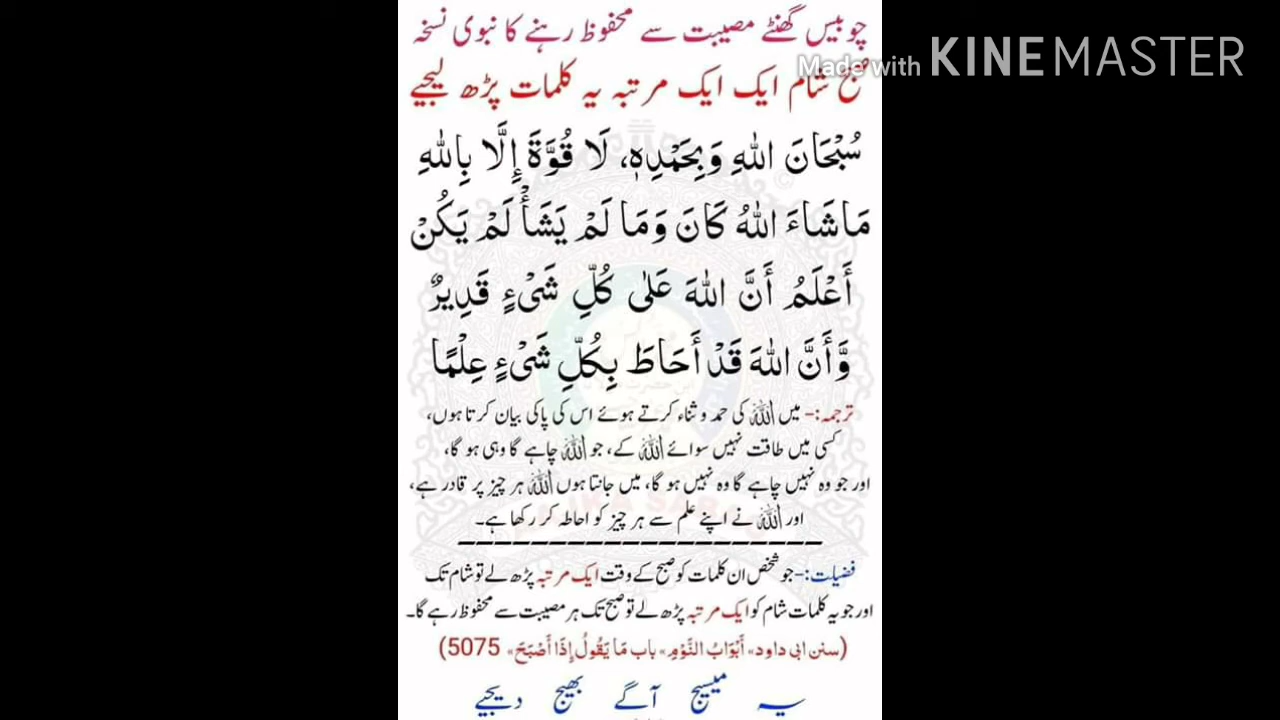 چوبیس گھنٹے مصیبت سے محفوظ رہنے کا نبوی نسخہ
Made with KINEMASTER
صبح شام ایک ایک مرتبہ یہ کلمات پڑھ لیجیے
سُبْحَانَ اللهِ وَبِحَمْدِهٖ، لَا قُوَّةَ إِلَّا بِاللهِ
مَاشَاءَ اللهُ كَانَ وَمَا لَمْ يَشَأْ لَمْ يَكُنْ
أَعْلَمُ أَنَّ اللهَ عَلٰى كُلِّ شَىْءٍ قَدِيرٌ
وَّأَنَّ اللهَ قَدْ أَحَاطَ بِكُلِّ شَىْءٍ عِلْمًا
ترجمہ:- میں اللہ کی حمد و ثناء کرتے ہوئے اس کی پاکی بیان کرتا ہوں،
کسی میں طاقت نہیں سوائے اللہ کے، جو اللہ چاہے گا وہی ہو گا،
اور جو وہ نہیں چاہے گا وہ نہیں ہو گا، میں جانتا ہوں اللہ ہر چیز پر قادر ہے،
اور اللہ نے اپنے علم سے ہر چیز کو احاطہ کر رکھا ہے۔
فضیلت:- جو شخص ان کلمات کو صبح کے وقت ایک مرتبہ پڑھ لے تو شام تک
اور جو یہ کلمات شام کو ایک مرتبہ پڑھ لے تو صبح تک ہر مصیبت سے محفوظ رہے گا۔
(سنن ابی داود، أَبْوَابُ النَّوْمِ، باب مَا يَقُولُ إِذَا أَصْبَحَ، 5075)
یہ میسیج آگے بھیج دیجیے